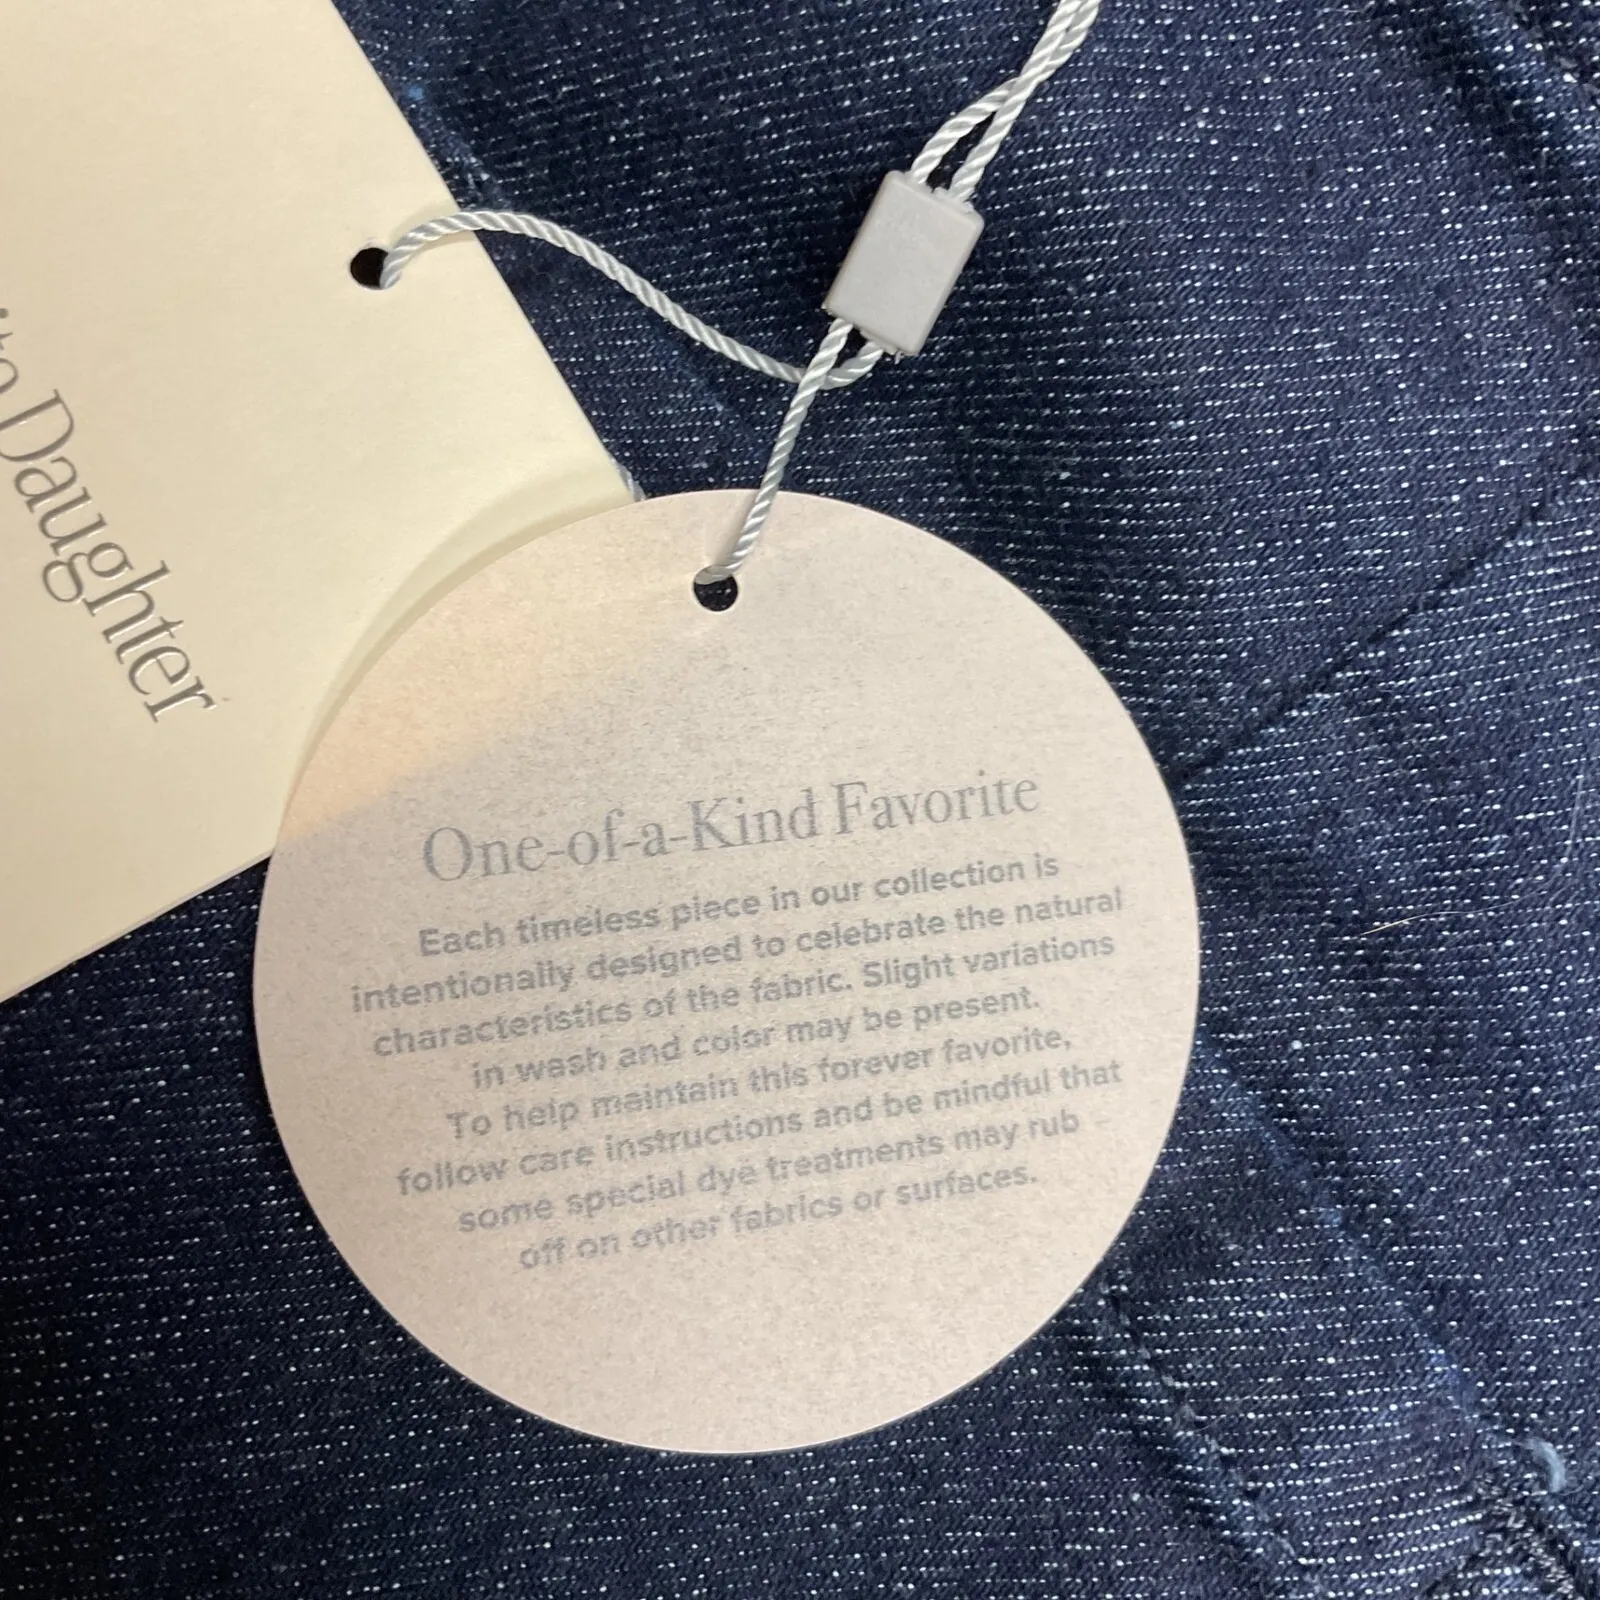 Daughter
One-of-a-Kind Favorite
Each timeless piece in our collection is
intentionally designed to celebrate the natural
characteristics of the fabric. Slight variations
in wash and color may be present.
To help maintain this forever favorite,
follow care instructions and be mindful that
some special dye treatments may rub
off on other fabrics or surfaces.